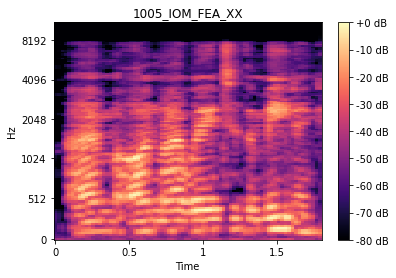 1005_IOM_FEA_XX
+0 dB
8192
-10 dB
4096
-20 dB
-30 dB
2048
Hz
-40 dB
1024
-50 dB
512
-60 dB
-70 dB
0
-80 dB
0
0.5
1
1.5
Time